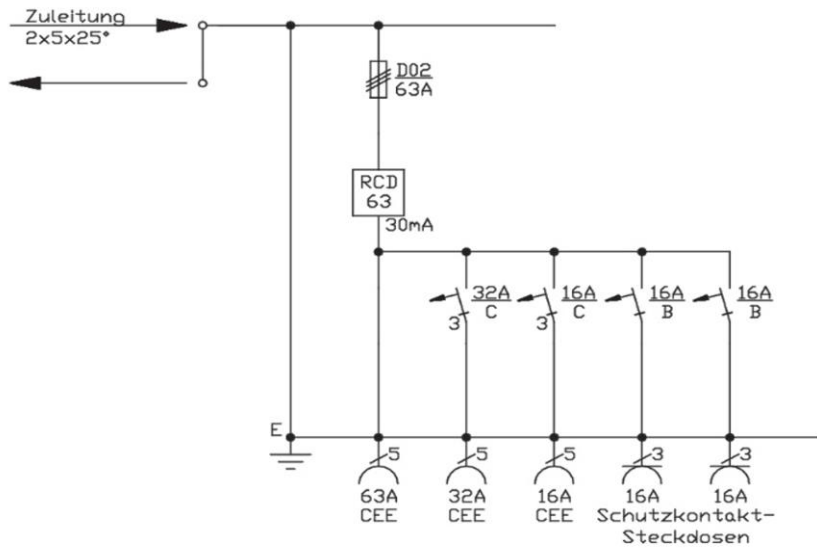 Zuleitung
2x5x25°
D02
63A
RCD
63
30mA
32A
C
3
16A
C
3
16A
B
16A
B
E
5
5
5
3
3
63A
CEE
32A
CEE
16A
CEE
16A
16A
Schutzkontakt-
Steckdosen